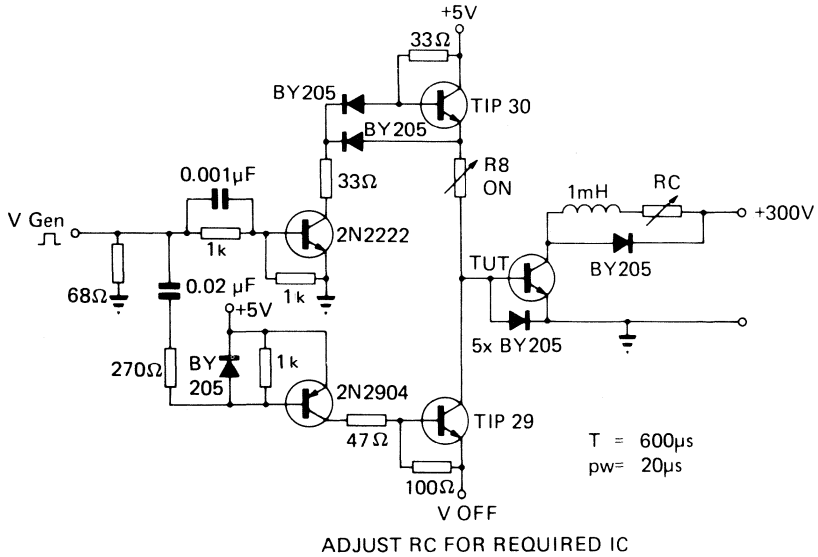 +5V
33Ω
BY205
TIP 30
BY205
0.001µF
33Ω
R8
ON
1mH
RC
+300V
V Gen
1k
2N2222
BY205
TUT
68Ω
0.02 µF
1k
+5V
5x BY205
270Ω
BY
205
1k
2N2904
47Ω
TIP 29
100Ω
T = 600µs
pw= 20µs
V OFF
ADJUST RC FOR REQUIRED IC